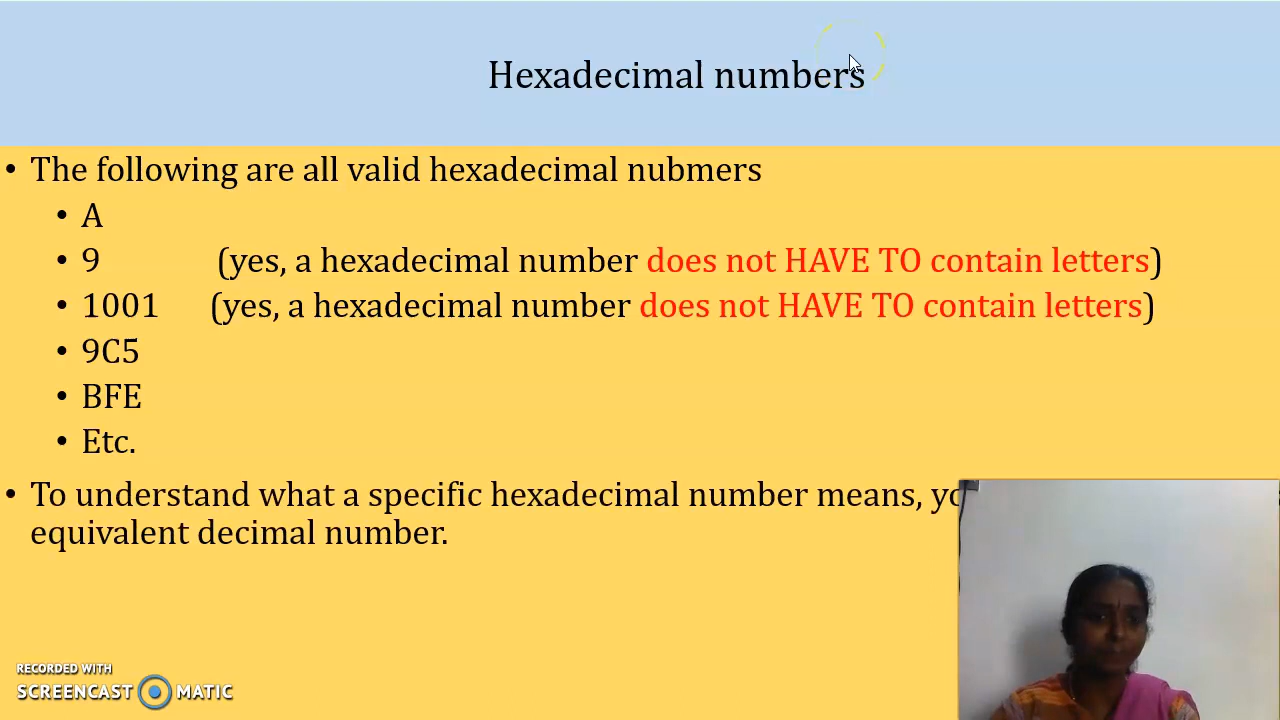 Hexadecimal numbers
• The following are all valid hexadecimal nubmers
• A
• 9 (yes, a hexadecimal number does not HAVE TO contain letters)
• 1001 (yes, a hexadecimal number does not HAVE TO contain letters)
• 9C5
• BFE
• Etc.
• To understand what a specific hexadecimal number means,
equivalent decimal number.
RECORDED WITH
SCREENCAST MATIC